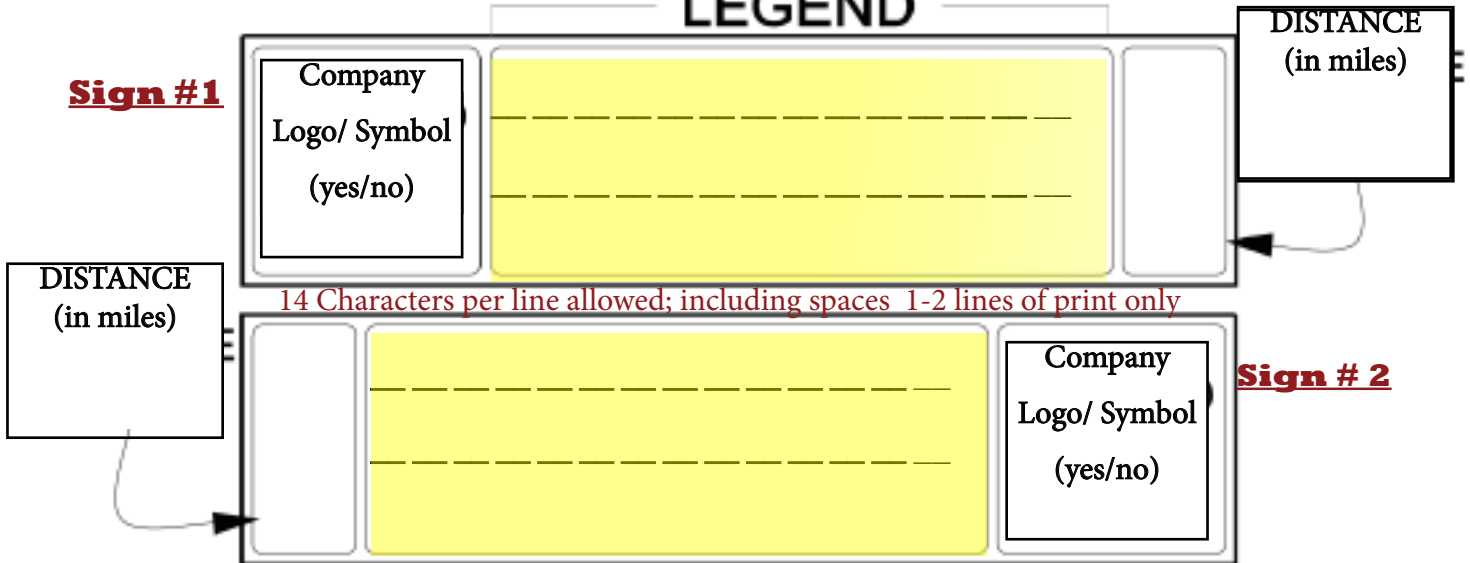 LEGEND
DISTANCE
(in miles)
Sign #1
Company
Logo/ Symbol
(yes/no)
14 Characters per line allowed; including spaces 1-2 lines of print only
DISTANCE
(in miles)
Company
Logo/ Symbol
(yes/no)
Sign # 2